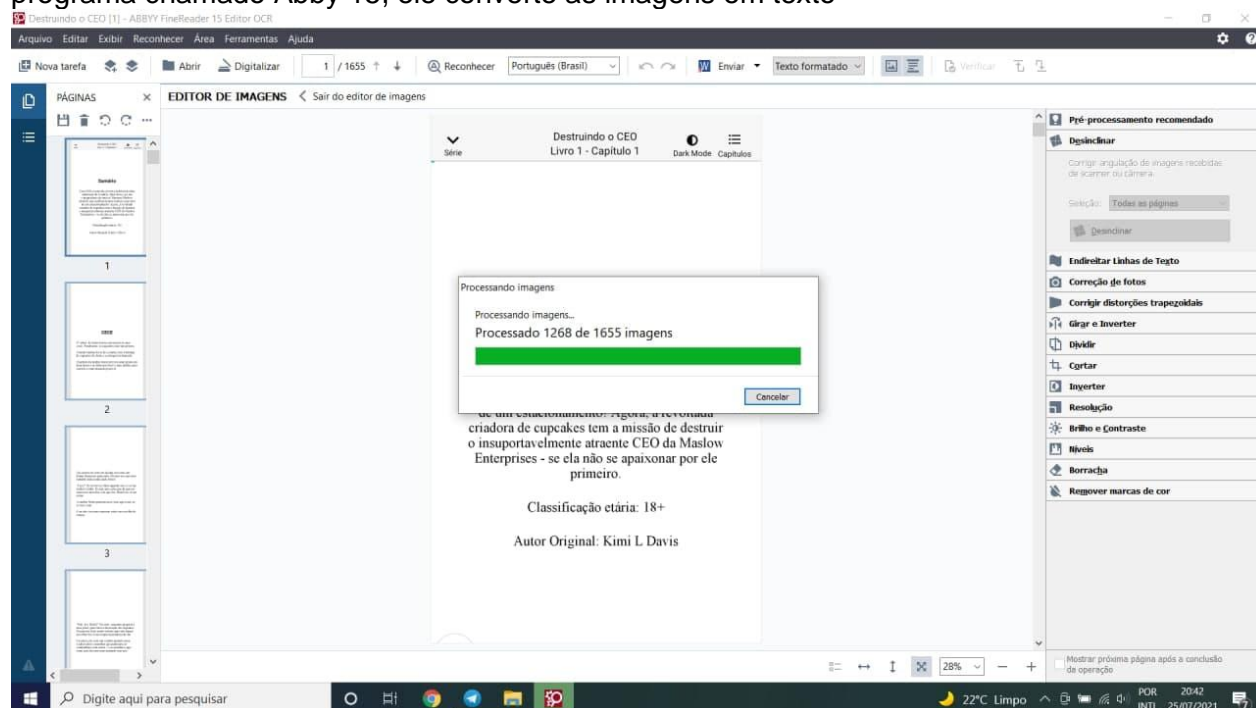 programa chamado Abby 15, ele converte as imagens em texto
Destruindo o CEO [1] - ABBYY FineReader 15 Editor OCR
Arquivo Editar Exibir Reconhecer Área Ferramentas Ajuda
Nova tarefa Abrir Digitalizar 1 / 1655 Reconhecer Português (Brasil) Enviar Texto formatado Verificar
PÁGINAS
EDITOR DE IMAGENS Sair do editor de imagens
1
2
3
Série
Destruindo o CEO
Livro 1 - Capítulo 1
Dark Mode
Capítulos
Processando imagens
Processando imagens...
Processado 1268 de 1655 imagens
Cancelar
de um estacionamento? Agora, a revoltada
criadora de cupcakes tem a missão de destruir
o insuportavelmente atraente CEO da Maslow
Enterprises - se ela não se apaixonar por ele
primeiro.
Classificação etária: 18+
Autor Original: Kimi L Davis
Pré-processamento recomendado
Desinclinar
Corrigir angulação de imagens recebidas
de scanner ou câmera
Seleção: Todas as páginas
Desinclinar
Endireitar Linhas de Texto
Correção de fotos
Corrigir distorções trapezoidais
Girar e Inverter
Dividir
Cortar
Inverter
Resolução
Brilho e Contraste
Níveis
Borracha
Remover marcas de cor
28%
Mostrar próxima página após a conclusão
da operação
Digite aqui para pesquisar
22°C Limpo
POR
INTL
20:42
25/07/2021